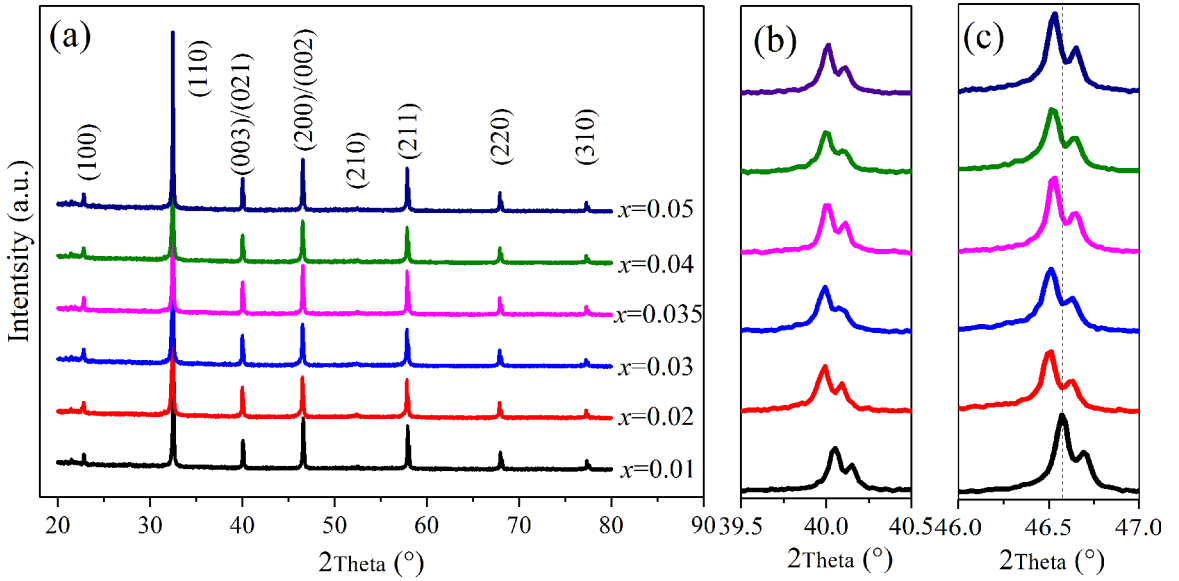 (a)
(100)
(110)
(003)/(021)
(200)/(002)
(210)
(211)
(220)
(310)
x=0.05
x=0.04
x=0.035
x=0.03
x=0.02
x=0.01
Intentsity (a.u.)
20 30 40 50 60 70 80 90
2Theta (°)
(b)
39.5 40.0 40.5
2Theta (°)
(c)
46.0 46.5 47.0
2Theta (°)